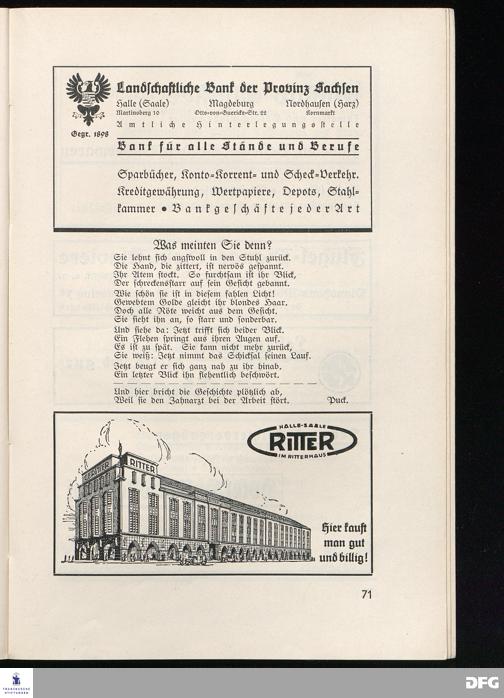 Landschaftliche Bank der Provinz Sachsen
Halle (Saale) Magdeburg Nordhausen (Harz)
Martinsberg 10 Otto-von-Guericke-Str. 22 Kornmarkt
Gegr. 1898
Amtliche Hinterlegungsstelle
Bank für alle Stände und Berufe
Sparbücher, Konto-Korrent- und Scheck-Verkehr.
Kreditgewährung, Wertpapiere, Depots, Stahl-
kammer • Bankgeschäfte jeder Art
Was meinten Sie denn?
Sie lehnt sich angstvoll in den Stuhl zurück.
Die Hand, die zittert, ist nervös gespannt.
Ihr Atem stockt. So furchtsam ist ihr Blick,
Der schreckensstarr auf sein Gesicht gebannt.
Wie schön sie ist in diesem fahlen Licht!
Gewebtem Golde gleicht ihr blondes Haar.
Doch alle Röte weicht aus dem Gesicht.
Sie sieht ihn an, so starr und sonderbar.
Und siehe da: Jetzt trifft sich beider Blick.
Ein Flehen springt aus ihren Augen auf.
Es ist zu spät. Sie kann nicht mehr zurück,
Sie weiß: Jetzt nimmt das Schicksal seinen Lauf.
Jetzt beugt er sich ganz nah zu ihr hinab,
Ein letzter Blick ihn flehentlich beschwört.
Und hier bricht die Geschichte plötzlich ab,
Weil sie den Zahnarzt bei der Arbeit stört. Puck.
HALLE-SAALE
RITTER
IM RITTERHAUS
RITTER
Hier kauft
man gut
und billig!
71
FRANCKESCHE
STIFTUNGEN
DFG